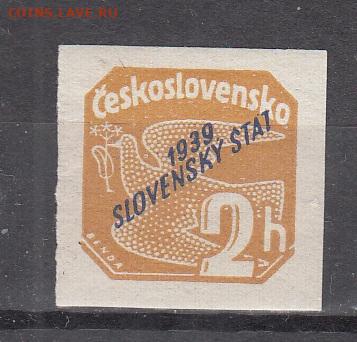 COINS.LAVE.RU
Československo
1939
SLOVENSKÝ ŠTÁT
BENDA
2h